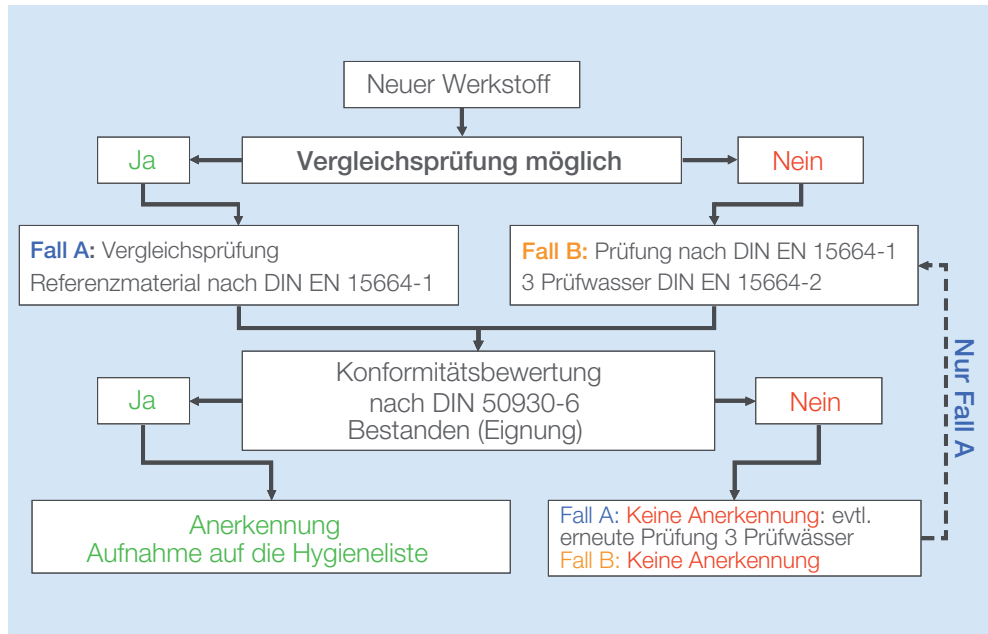 Neuer Werkstoff
Ja
Vergleichsprüfung möglich
Nein
Fall A: Vergleichsprüfung
Referenzmaterial nach DIN EN 15664-1
Fall B: Prüfung nach DIN EN 15664-1
3 Prüfwasser DIN EN 15664-2
Nur Fall A
Ja
Konformitätsbewertung
nach DIN 50930-6
Bestanden (Eignung)
Nein
Anerkennung
Aufnahme auf die Hygieneliste
Fall A: Keine Anerkennung: evtl.
erneute Prüfung 3 Prüfwässer
Fall B: Keine Anerkennung